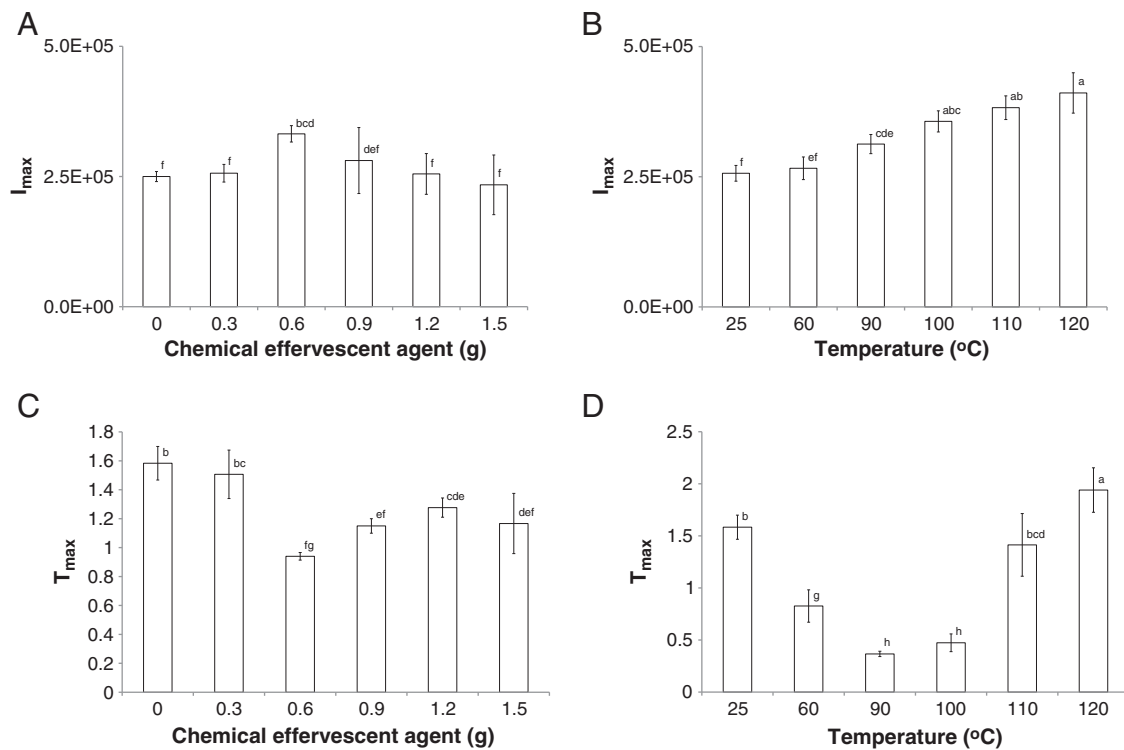 A
5.0E+05
2.5E+05
0.0E+00
I max
f
f
bcd
def
f
f
0 0.3 0.6 0.9 1.2 1.5
Chemical effervescent agent (g)
B
5.0E+05
2.5E+05
0.0E+00
I max
f
ef
cde
abc
ab
a
25 60 90 100 110 120
Temperature (oC)
C
1.8
1.6
1.4
1.2
1
0.8
0.6
0.4
0.2
0
T max
b
bc
fg
ef
cde
def
0 0.3 0.6 0.9 1.2 1.5
Chemical effervescent agent (g)
D
2.5
2
1.5
1
0.5
0
T max
b
g
h
h
bcd
a
25 60 90 100 110 120
Temperature (oC)